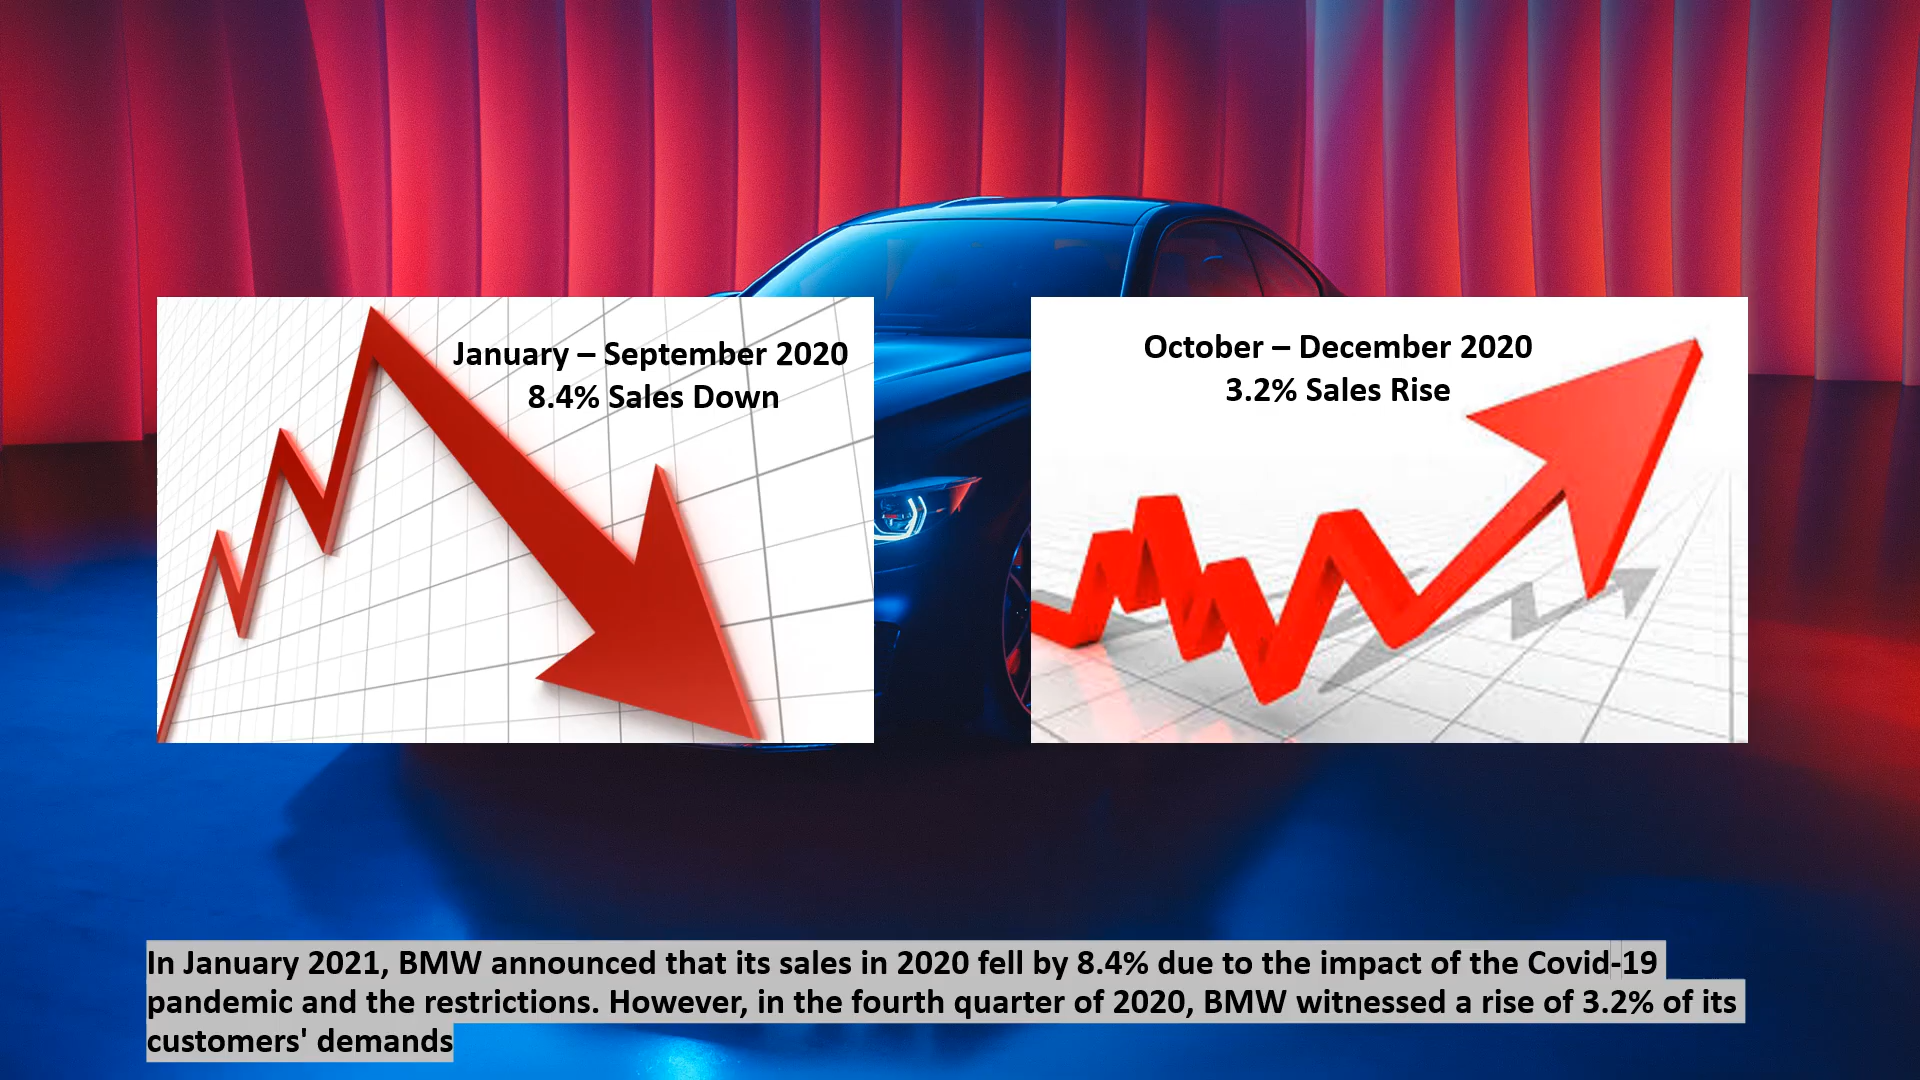 January – September 2020
8.4% Sales Down
October – December 2020
3.2% Sales Rise
In January 2021, BMW announced that its sales in 2020 fell by 8.4% due to the impact of the Covid-19
pandemic and the restrictions. However, in the fourth quarter of 2020, BMW witnessed a rise of 3.2% of its
customers' demands